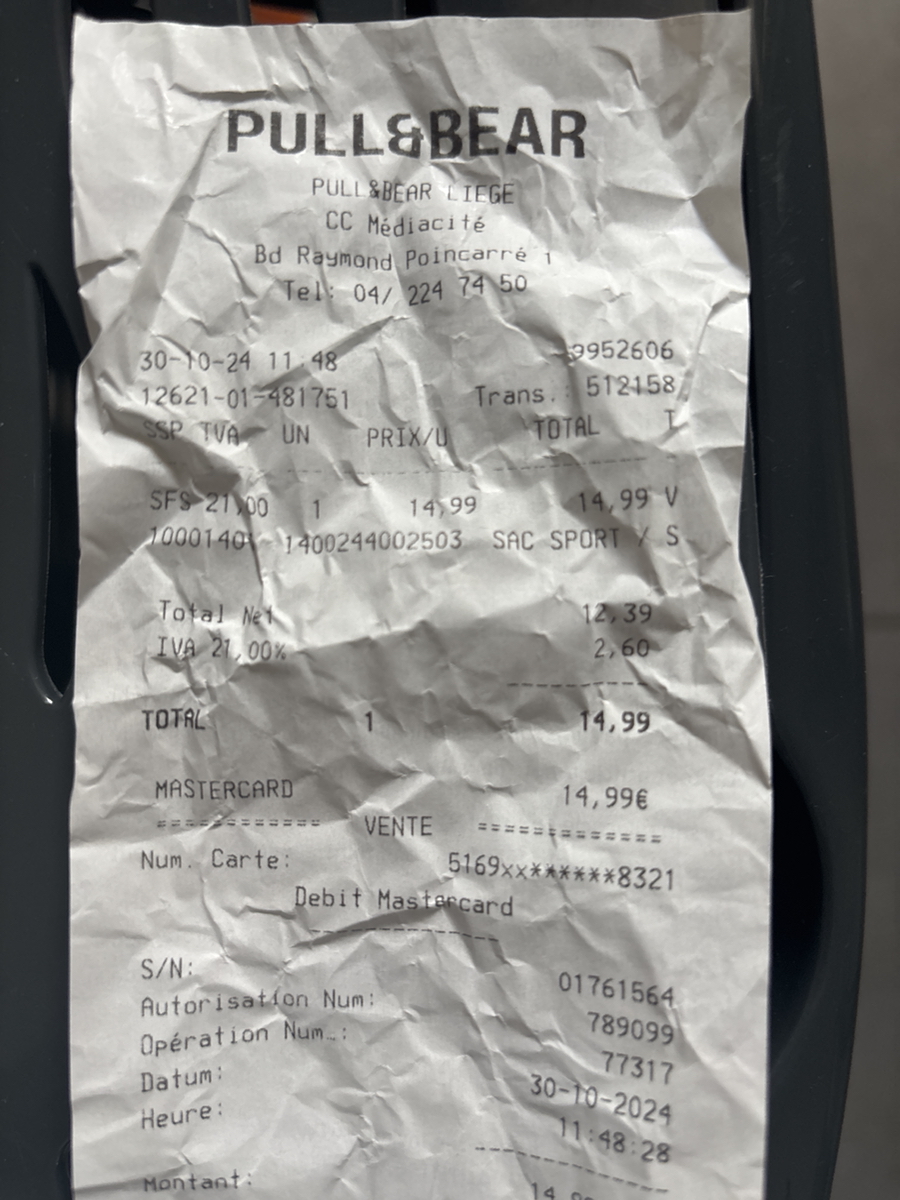 PULL&BEAR
PULL&BEAR LIEGE
CC Médiacité
Bd Raymond Poincarré 1
Tel: 04/ 224 74 50
30-10-24 11:48 9952606
12621-01-481751 Trans.: 512158
SSP TVA UN PRIX/U TOTAL T
SFS 21,00 1 14,99 14,99 V
1400244002503 SAC SPORT / S
Total Net 12,39
IVA 21,00% 2,60
TOTAL 1 14,99
MASTERCARD 14,99€
============ VENTE =============
Num. Carte: 5169xx******8321
Debit Mastercard
S/N: 01761564
Autorisation Num: 789099
Opération Num.: 77317
Datum: 30-10-2024
Heure: 11:48:28
Montant: